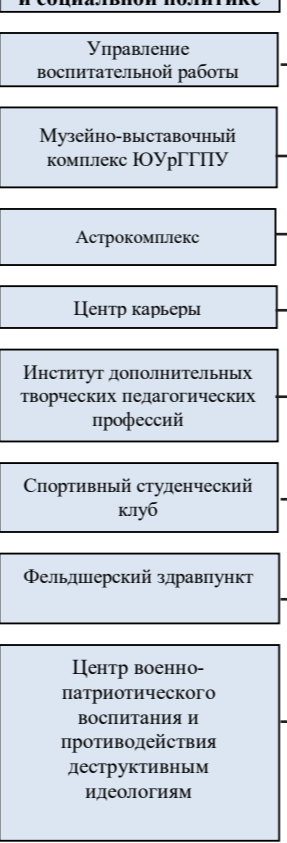 и социальной политике
Управление
воспитательной работы
Музейно-выставочный
комплекс ЮУрГГПУ
Астрокомплекс
Центр карьеры
Институт дополнительных
творческих педагогических
профессий
Спортивный студенческий
клуб
Фельдшерский здравпункт
Центр военно-
патриотического
воспитания и
противодействия
деструктивным
идеологиям